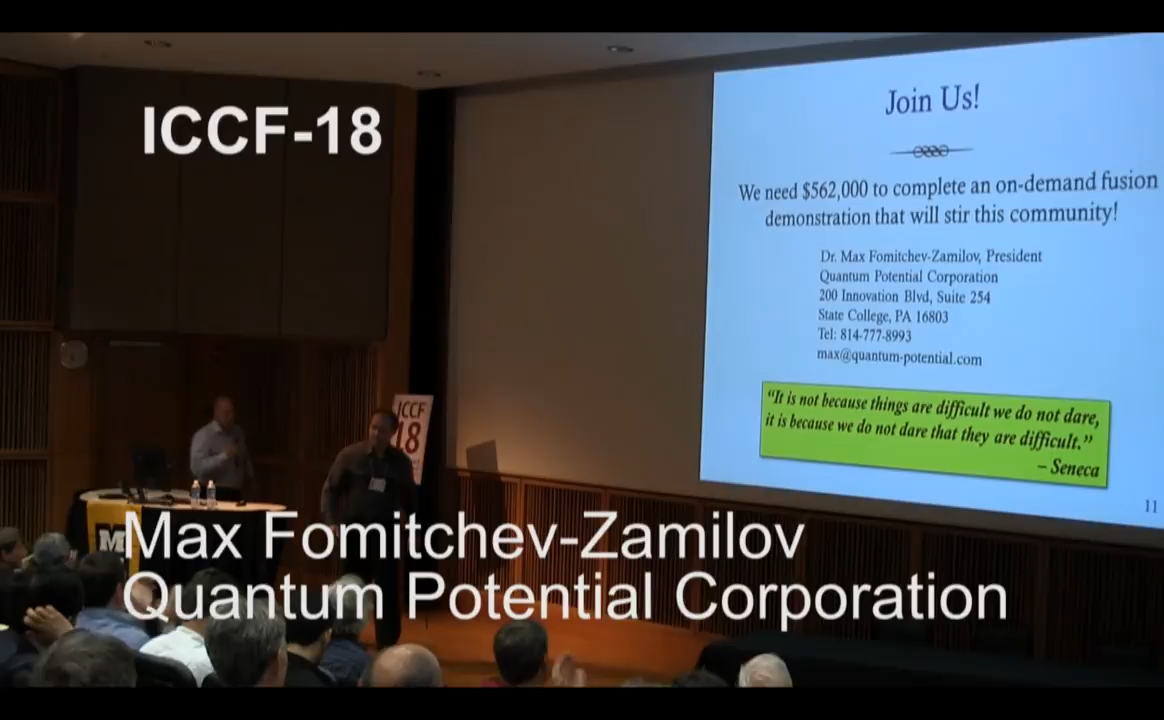 ICCF-18
Join Us!
We need $562,000 to complete an on-demand fusion
demonstration that will stir this community!
Dr. Max Fomitchev-Zamilov, President
Quantum Potential Corporation
200 Innovation Blvd, Suite 254
State College, PA 16803
Tel: 814-777-8993
max@quantum-potential.com
"It is not because things are difficult we do not dare,
it is because we do not dare that they are difficult."
– Seneca
11
ICCF
18
M
Max Fomitchev-Zamilov
Quantum Potential Corporation